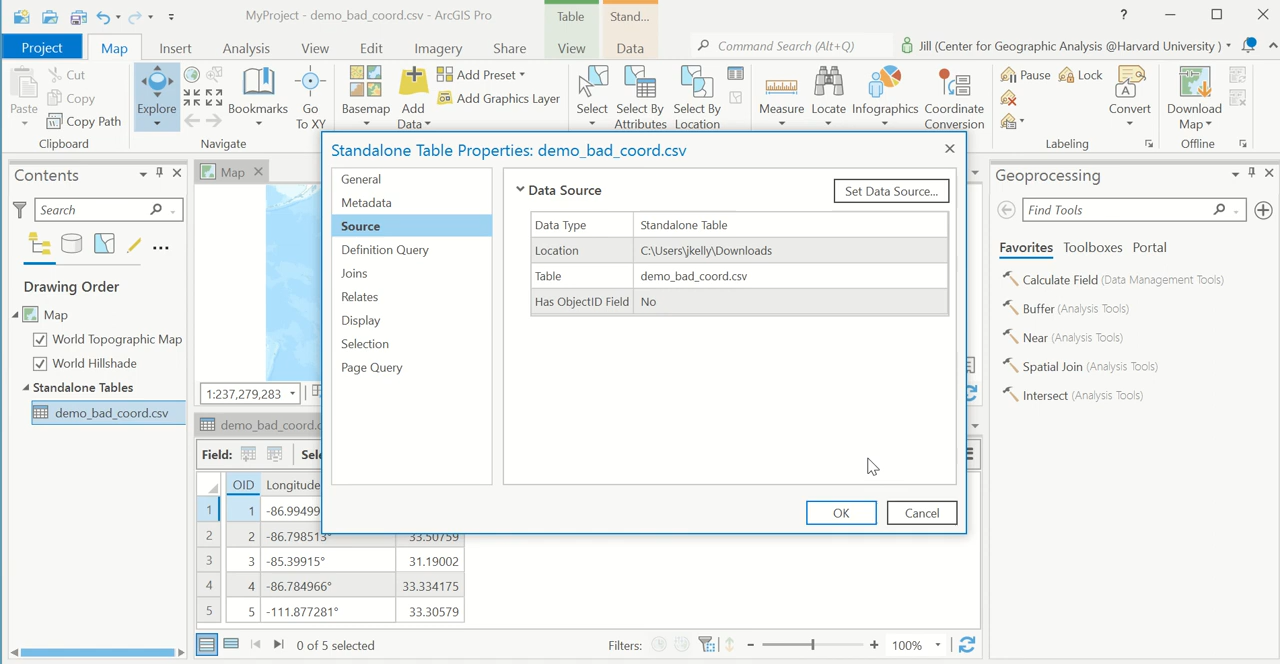 MyProject - demo_bad_coord.csv - ArcGIS Pro
Table
Stand...
?
Project
Map
Insert
Analysis
View
Edit
Imagery
Share
View
Data
Command Search (Alt+Q)
Jill (Center for Geographic Analysis @Harvard University )
Paste
Cut
Copy
Copy Path
Clipboard
Explore
Bookmarks
Go
To XY
Navigate
Basemap
Add
Data
Add Preset
Add Graphics Layer
Select
Select By
Attributes
Select By
Location
Measure
Locate
Infographics
Coordinate
Conversion
Pause
Lock
Convert
Labeling
Download
Map
Offline
Contents
Search
Drawing Order
Map
World Topographic Map
World Hillshade
Standalone Tables
demo_bad_coord.csv
Map
1:237,279,283
demo_bad_coord.c
Field:
Sele
OID
Longitude
1
1
-86.99499
2
2
-86.798513°
33.50759
3
3
-85.39915°
31.19002
4
4
-86.784966°
33.334175
5
5
-111.877281°
33.30579
0 of 5 selected
Filters:
- + 100%
Standalone Table Properties: demo_bad_coord.csv
General
Metadata
Source
Definition Query
Joins
Relates
Display
Selection
Page Query
Data Source
Set Data Source...
Data Type
Standalone Table
Location
C:\Users\jkelly\Downloads
Table
demo_bad_coord.csv
Has ObjectID Field
No
OK
Cancel
Geoprocessing
Find Tools
Favorites
Toolboxes
Portal
Calculate Field (Data Management Tools)
Buffer (Analysis Tools)
Near (Analysis Tools)
Spatial Join (Analysis Tools)
Intersect (Analysis Tools)